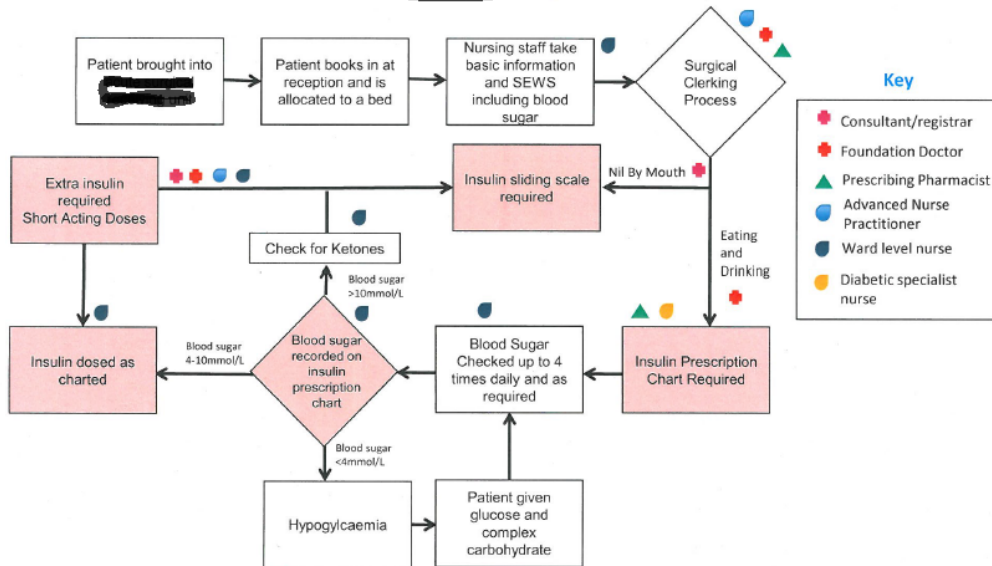 Patient brought into
Patient books in at
reception and is
allocated to a bed
Nursing staff take
basic information
and SEWS
including blood
sugar
Surgical
Clerking
Process
Key
Consultant/registrar
Foundation Doctor
Prescribing Pharmacist
Advanced Nurse
Practitioner
Ward level nurse
Diabetic specialist
nurse
Extra insulin
required
Short Acting Doses
Insulin sliding scale
required
Nil By Mouth
Check for Ketones
Eating
and
Drinking
Blood sugar
>10mmol/L
Insulin dosed as
charted
Blood sugar
4-10mmol/L
Blood sugar
recorded on
insulin
prescription
chart
Blood Sugar
Checked up to 4
times daily and as
required
Insulin Prescription
Chart Required
Blood sugar
<4mmol/L
Hypogylcaemia
Patient given
glucose and
complex
carbohydrate